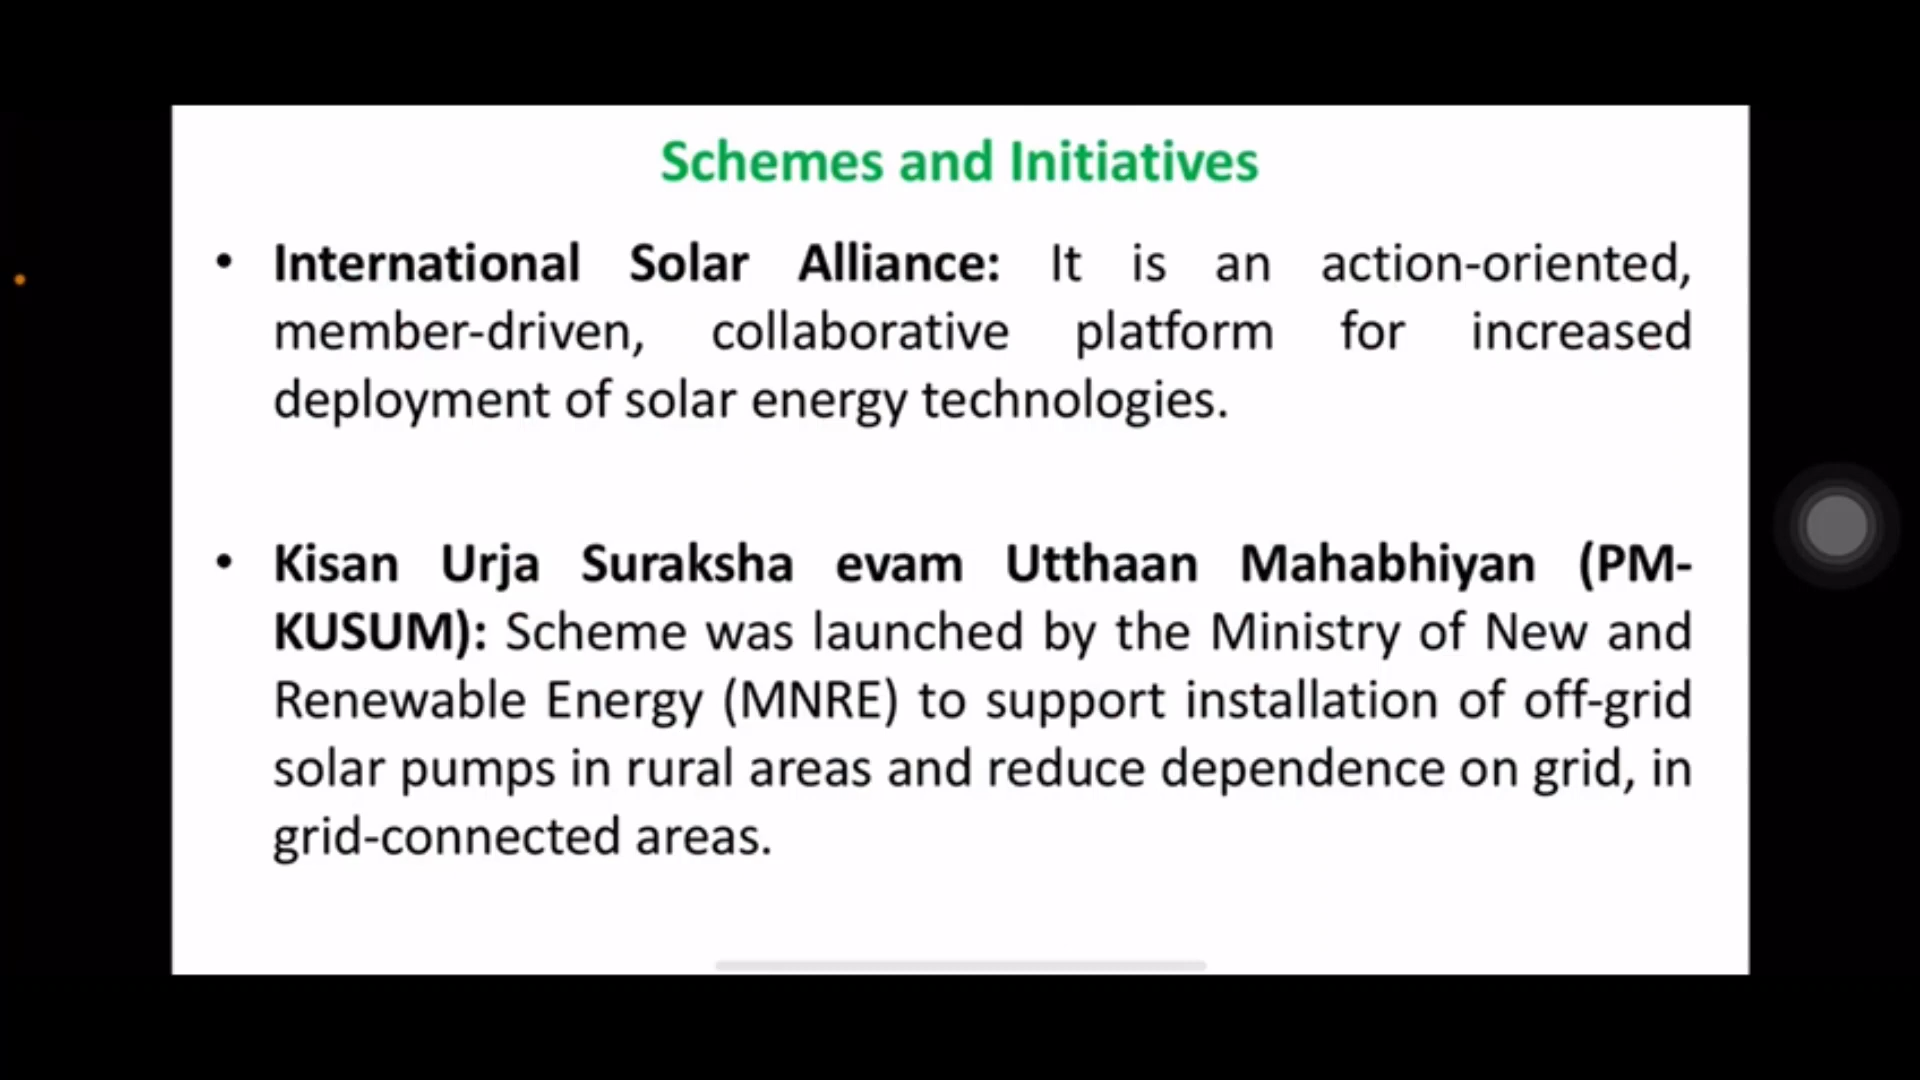 Schemes and Initiatives
• International Solar Alliance: It is an action-oriented,
member-driven, collaborative platform for increased
deployment of solar energy technologies.
• Kisan Urja Suraksha evam Utthaan Mahabhiyan (PM-
KUSUM): Scheme was launched by the Ministry of New and
Renewable Energy (MNRE) to support installation of off-grid
solar pumps in rural areas and reduce dependence on grid, in
grid-connected areas.